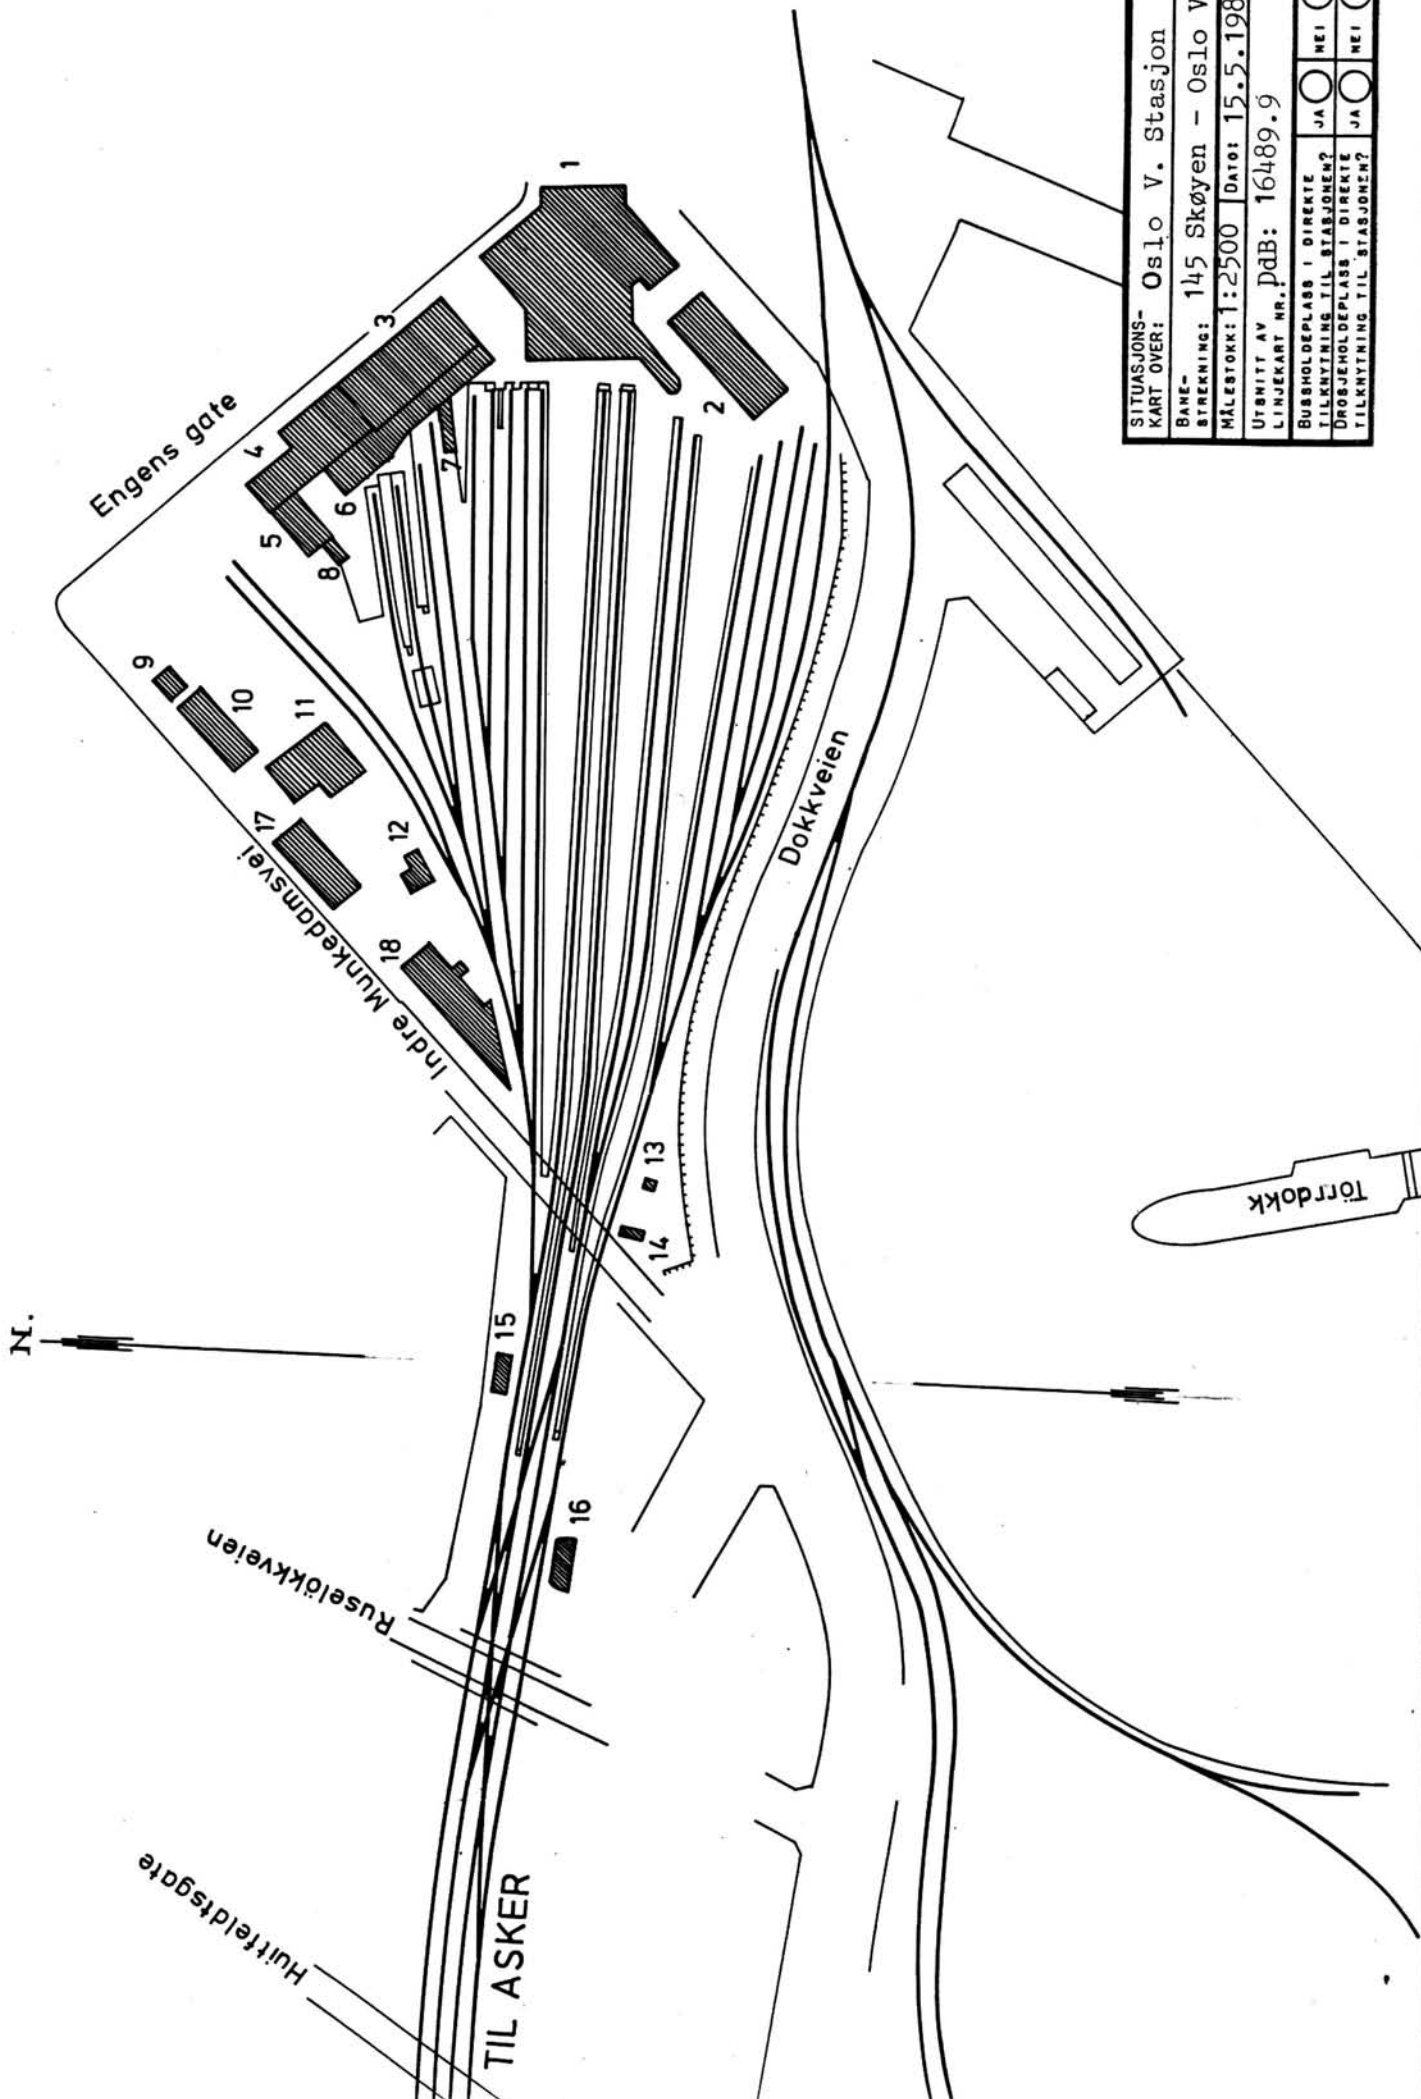 N.
Engens gate
Indre Munkedamsvei
Ruselökkveien
Huitfeldtsgate
TIL ASKER
Dokkveien
Törrdokk
1
2
3
4
5
6
7
8
9
10
11
12
13
14
15
16
17
18
SITUASJONS-
KART OVER: Oslo V. Stasjon
BANE-
STREKNING: 145 Skøyen - Oslo V
MÅLESTOKK: 1:2500 DATO: 15.5.198
UTSNITT AV
LINJEKART NR.: PdB: 16489.9
BUSSHOLDEPLASS I DIREKTE
TILKNYTNING TIL STASJONEN? JA NEI
DROSJEHOLDEPLASS I DIREKTE
TILKNYTNING TIL STASJONEN? JA NEI